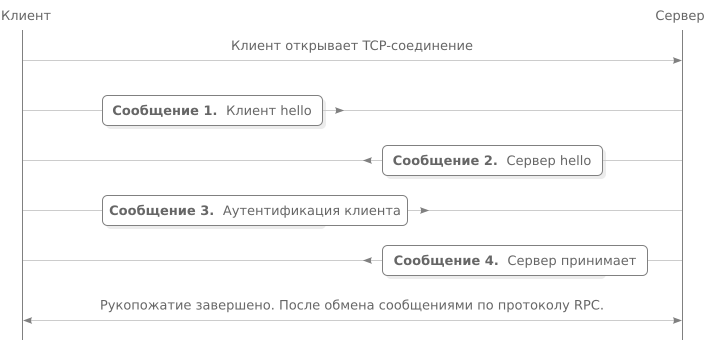 Клиент
Сервер
Клиент открывает TCP-соединение
Сообщение 1. Клиент hello
Сообщение 2. Сервер hello
Сообщение 3. Аутентификация клиента
Сообщение 4. Сервер принимает
Рукопожатие завершено. После обмена сообщениями по протоколу RPC.